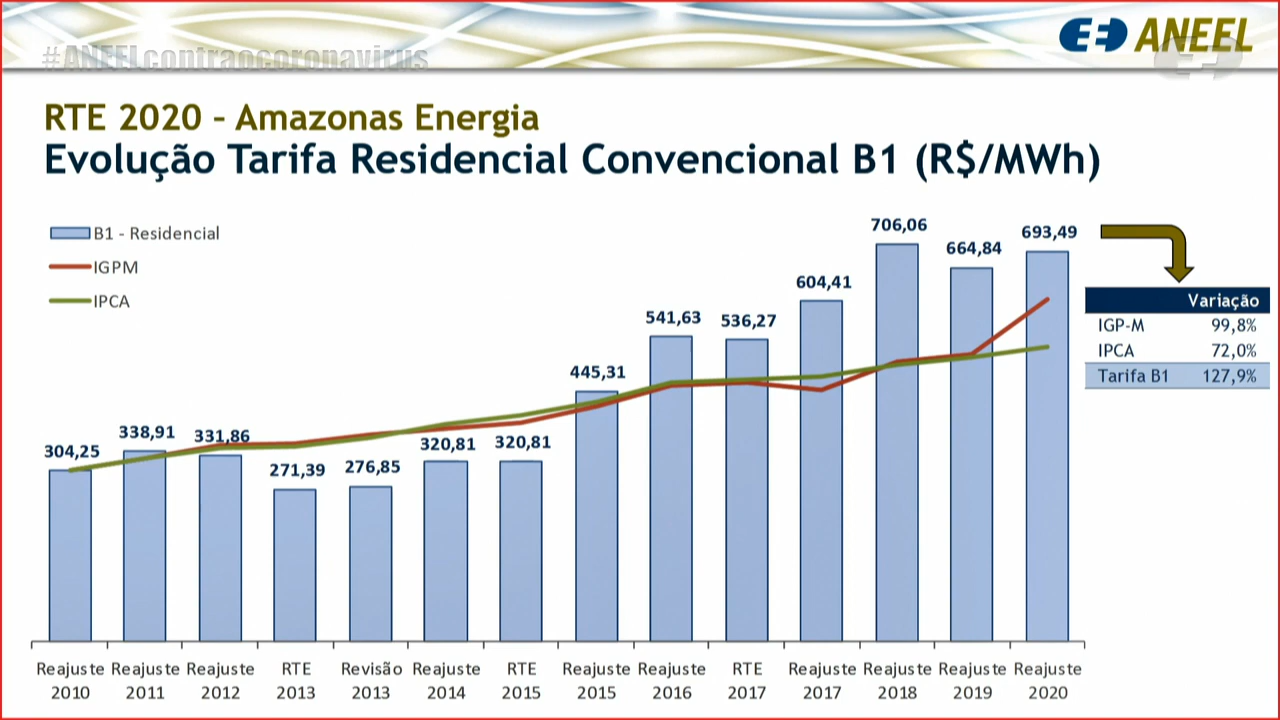 #ANEELcontraocoronavirus
ANEEL
RTE 2020 – Amazonas Energia
Evolução Tarifa Residencial Convencional B1 (R$/MWh)
B1 - Residencial
IGPM
IPCA
304,25
338,91
331,86
271,39
276,85
320,81
320,81
445,31
541,63
536,27
604,41
706,06
664,84
693,49
Variação
IGP-M 99,8%
IPCA 72,0%
Tarifa B1 127,9%
Reajuste 2010
Reajuste 2011
Reajuste 2012
RTE 2013
Revisão 2013
Reajuste 2014
RTE 2015
Reajuste 2015
Reajuste 2016
RTE 2017
Reajuste 2017
Reajuste 2018
Reajuste 2019
Reajuste 2020